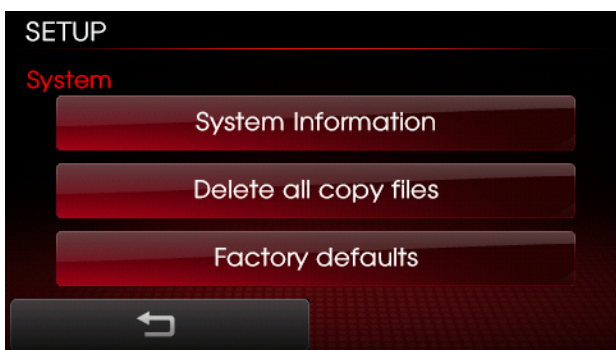 SETUP
System
System Information
Delete all copy files
Factory defaults